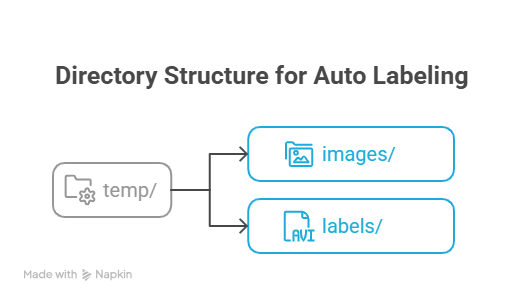 Directory Structure for Auto Labeling
images/
temp/
AVI
labels/
Made with Napkin